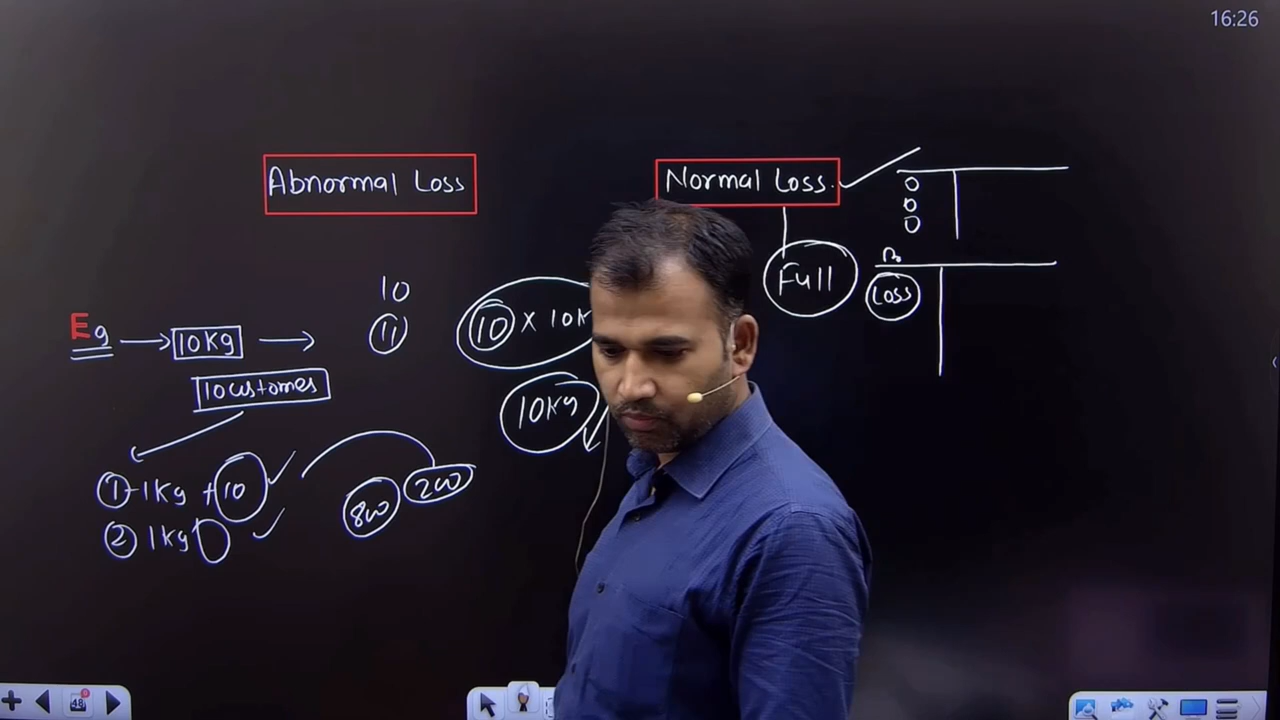 16:26
Abnormal Loss
Normal Loss.
Full
Loss
10
11
Eg
10Kg
10 x 10K
10customes
10Kg
1 1Kg + 10
2 1Kg
800
200
48